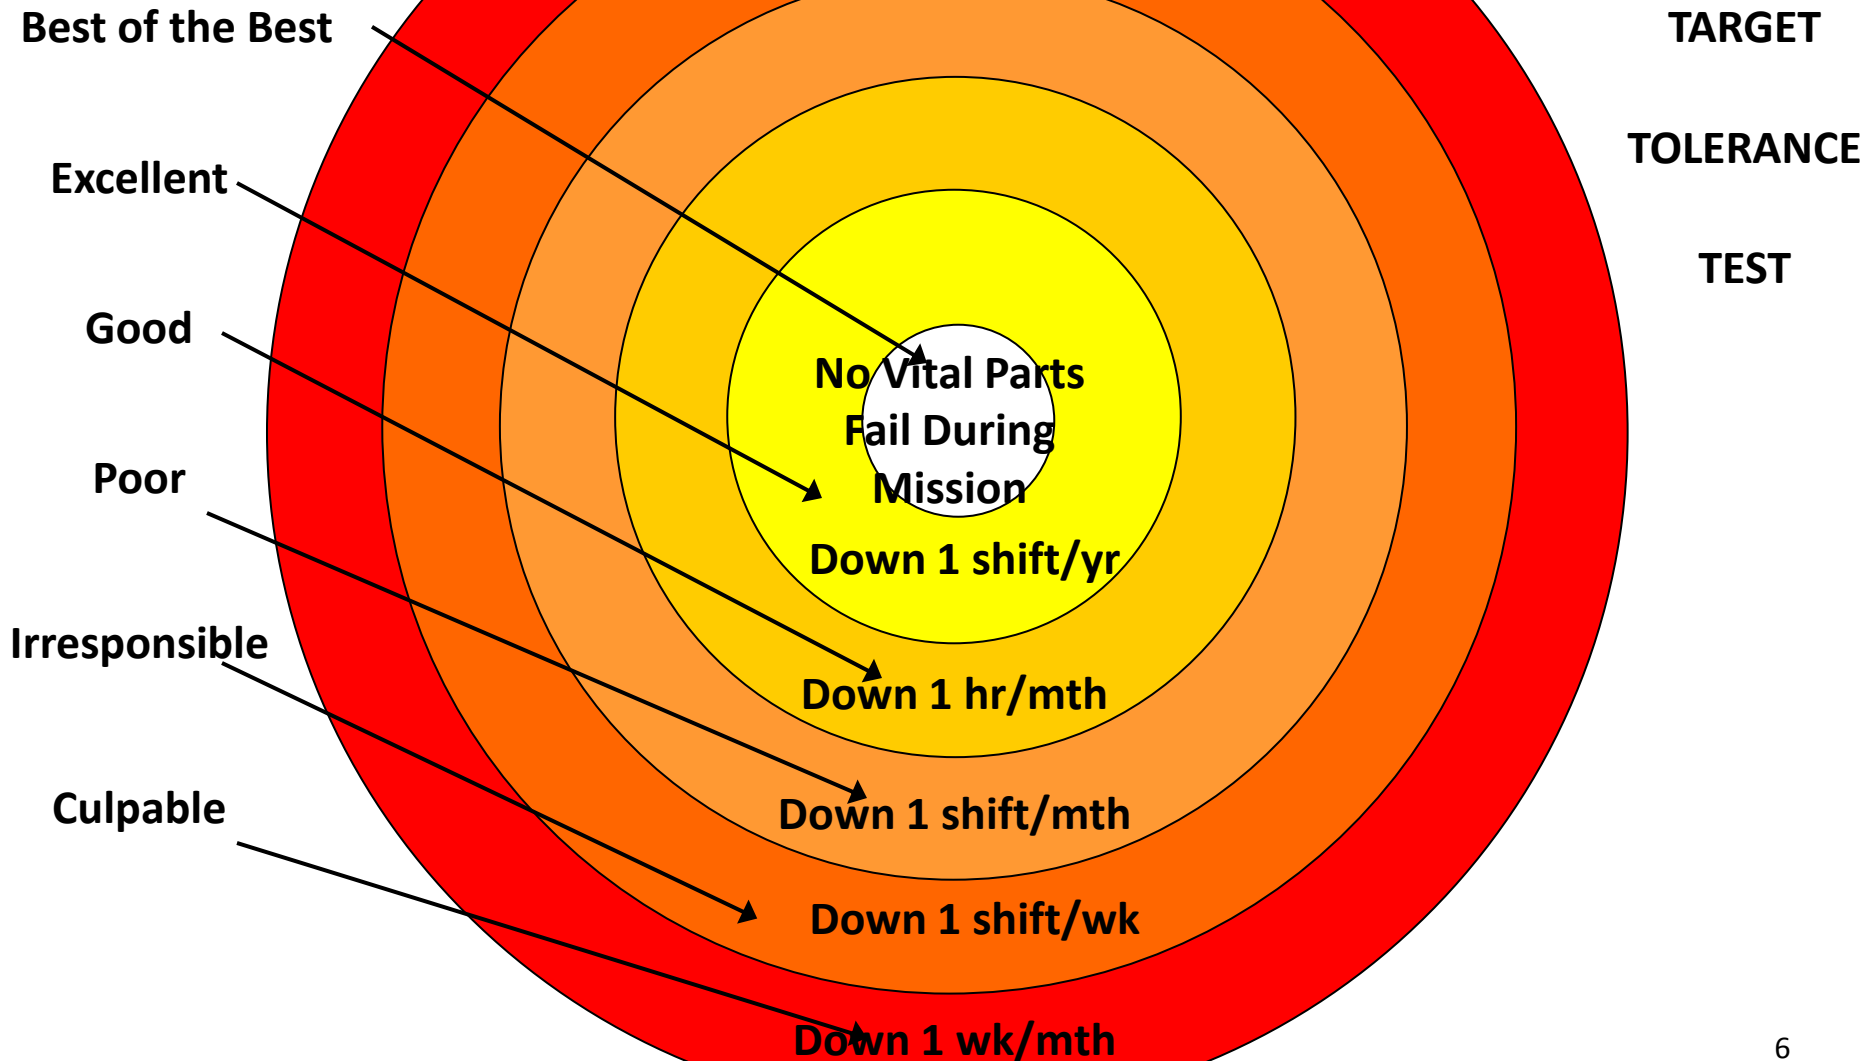 Best of the Best
Excellent
Good
Poor
Irresponsible
Culpable
No Vital Parts
Fail During
Mission
Down 1 shift/yr
Down 1 hr/mth
Down 1 shift/mth
Down 1 shift/wk
Down 1 wk/mth
TARGET
TOLERANCE
TEST
6